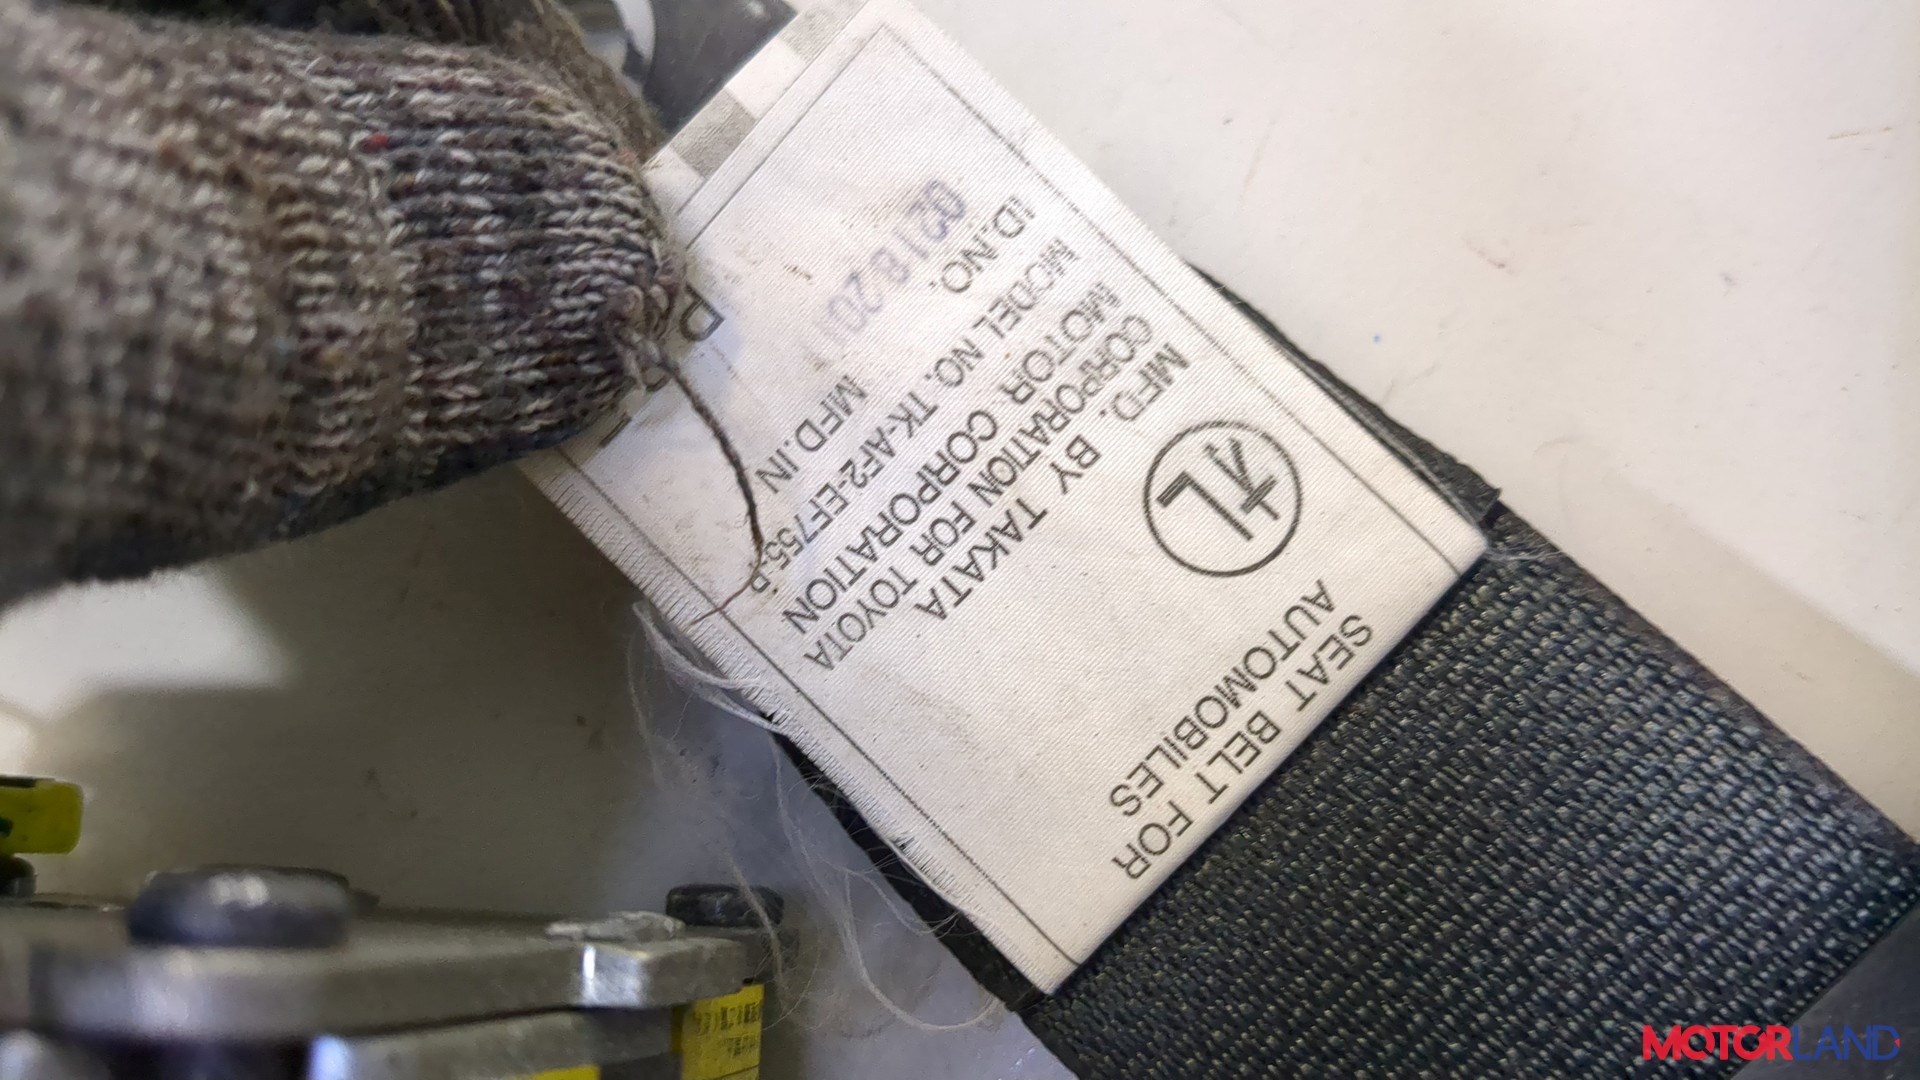 SEAT BELT FOR
AUTOMOBILES
MFD. BY TAKATA
CORPORATION FOR TOYOTA
MOTOR CORPORATION
MODEL NO. TK-AF2-EF755-P
ID.NO. MFD.IN
MOTORLAND